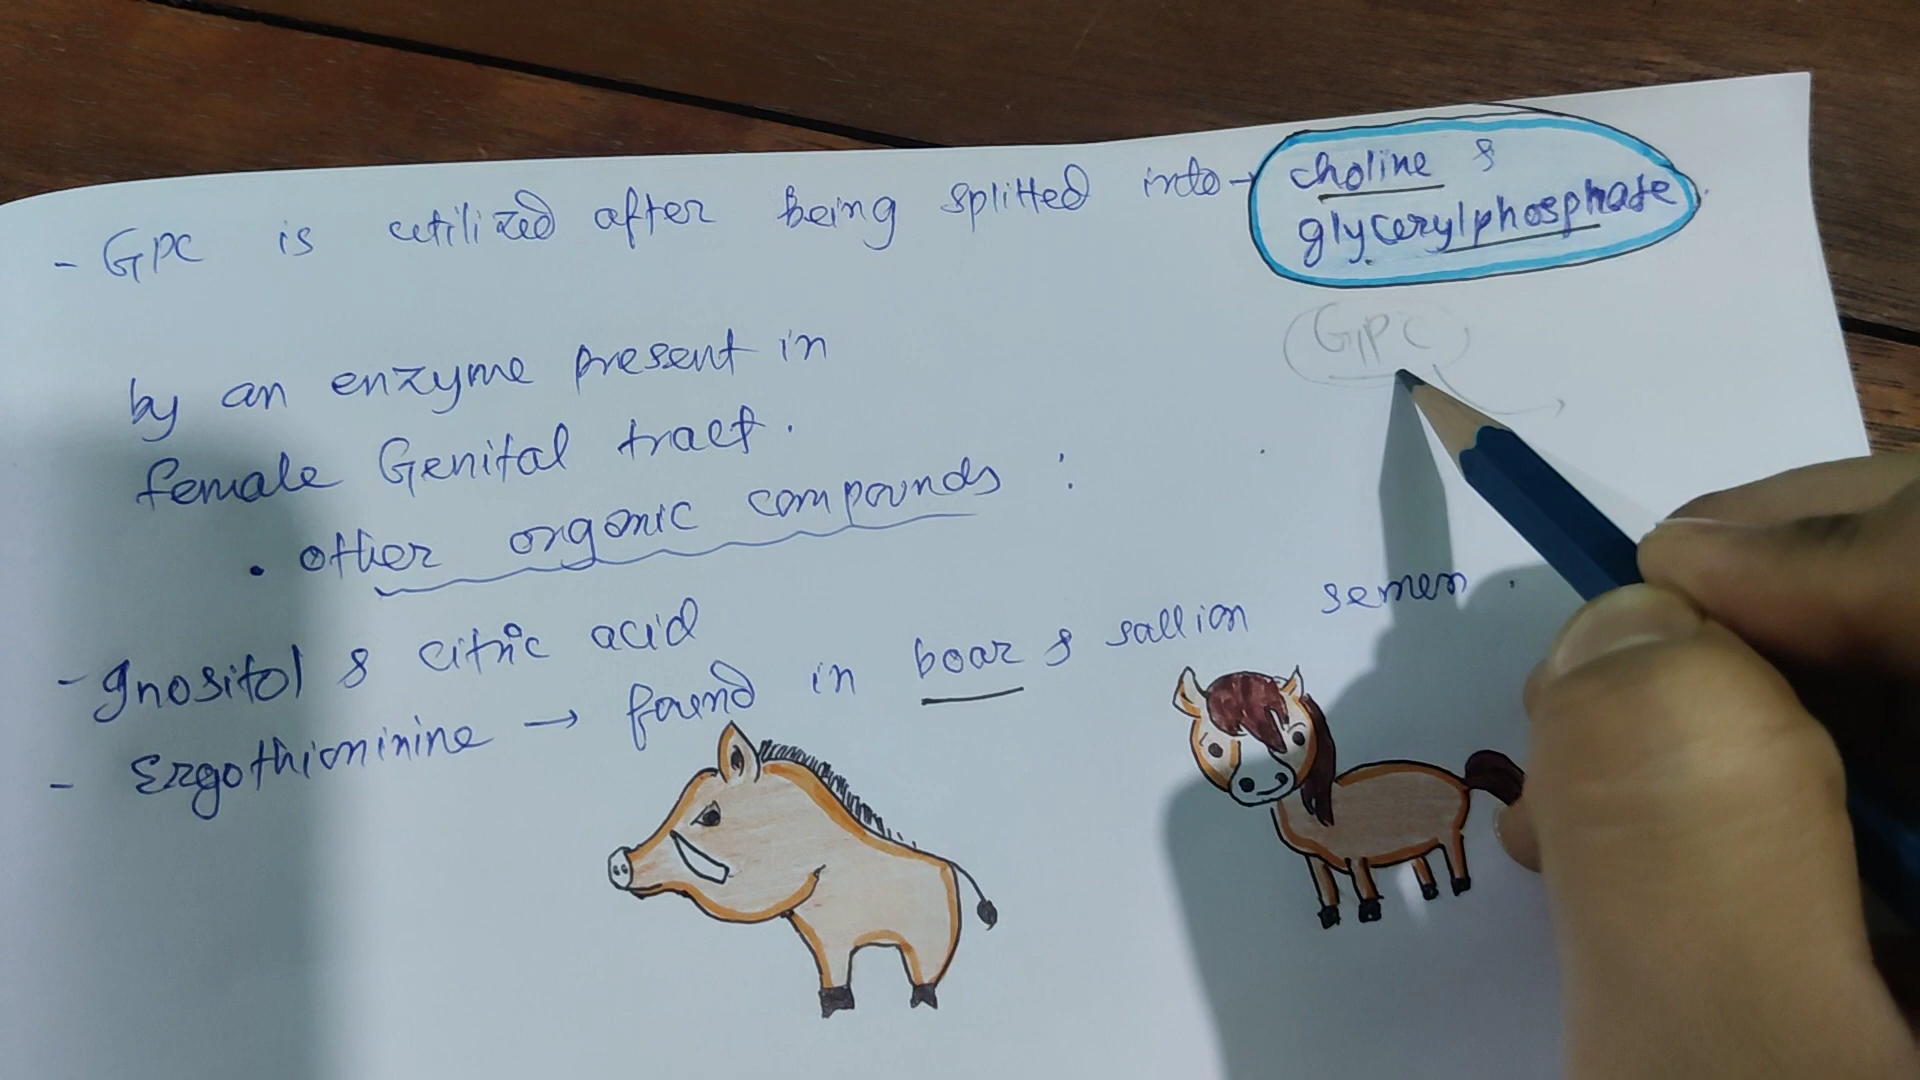 - GPC is utilized after being splitted into → choline &
glycerylphosphate
GPC
by an enzyme present in
female Genital tract.
• other organic compounds :
- Inositol & citric acid
- Ergothioninine → found in boar & sallion semen.